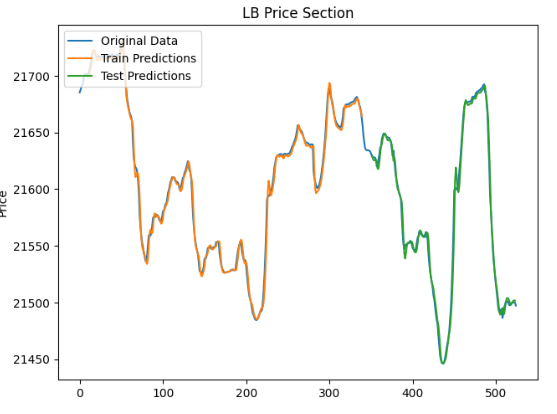 LB Price Section
Original Data
Train Predictions
Test Predictions
Price
21700
21650
21600
21550
21500
21450
0
100
200
300
400
500